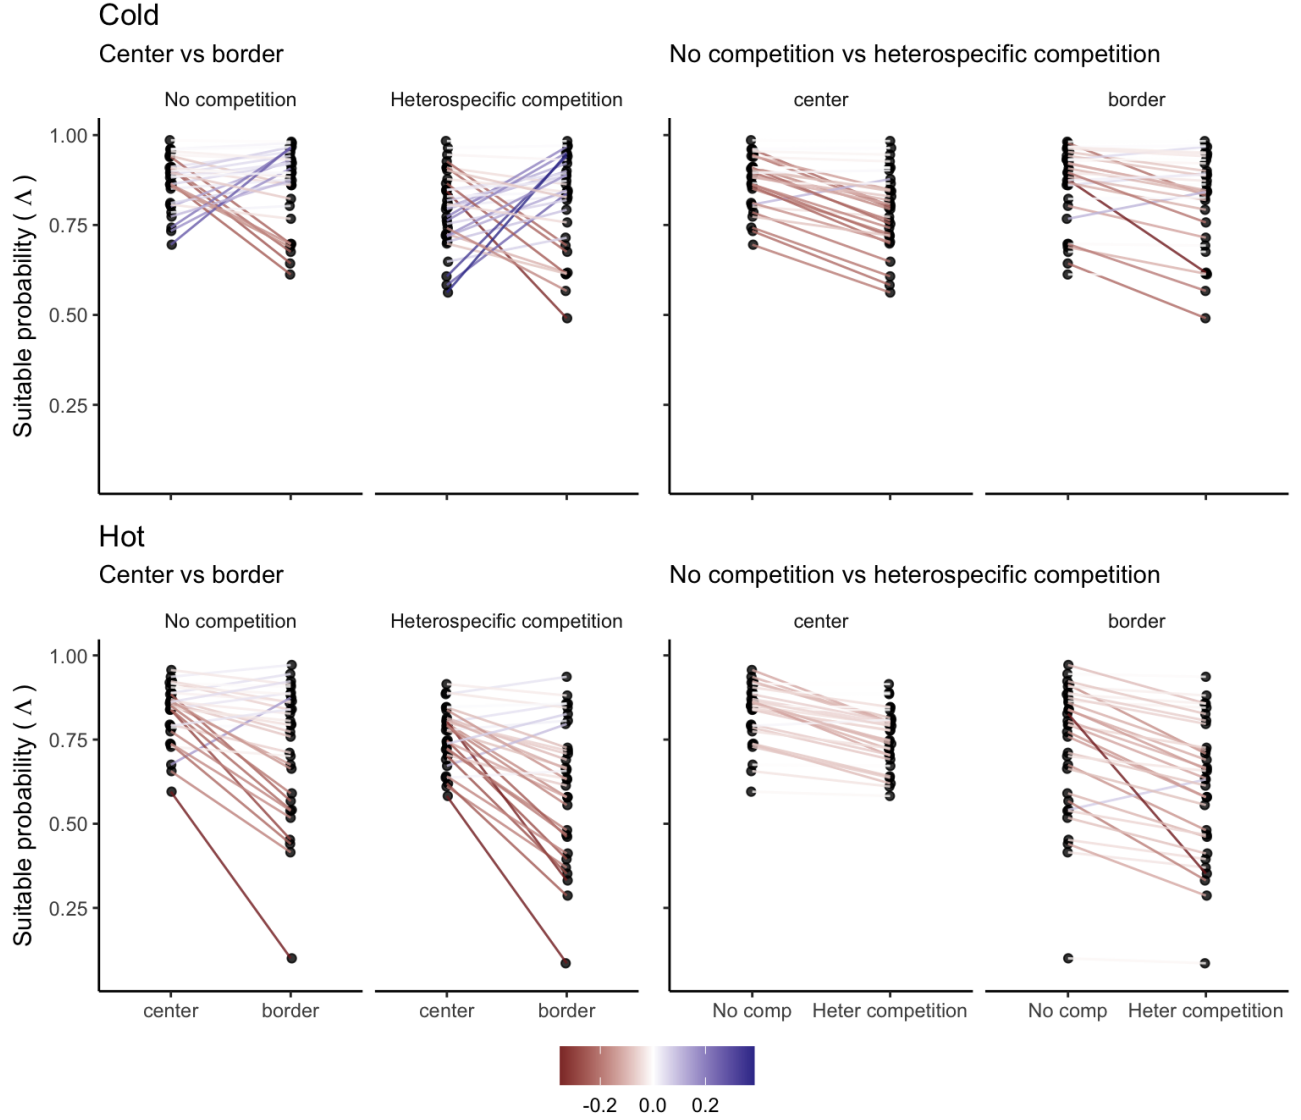 Cold
Center vs border
No competition vs heterospecific competition
No competition
Heterospecific competition
center
border
Suitable probability ( Λ )
1.00
0.75
0.50
0.25
Hot
Center vs border
No competition vs heterospecific competition
No competition
Heterospecific competition
center
border
Suitable probability ( Λ )
1.00
0.75
0.50
0.25
center border center border No comp Heter competition No comp Heter competition
-0.2 0.0 0.2